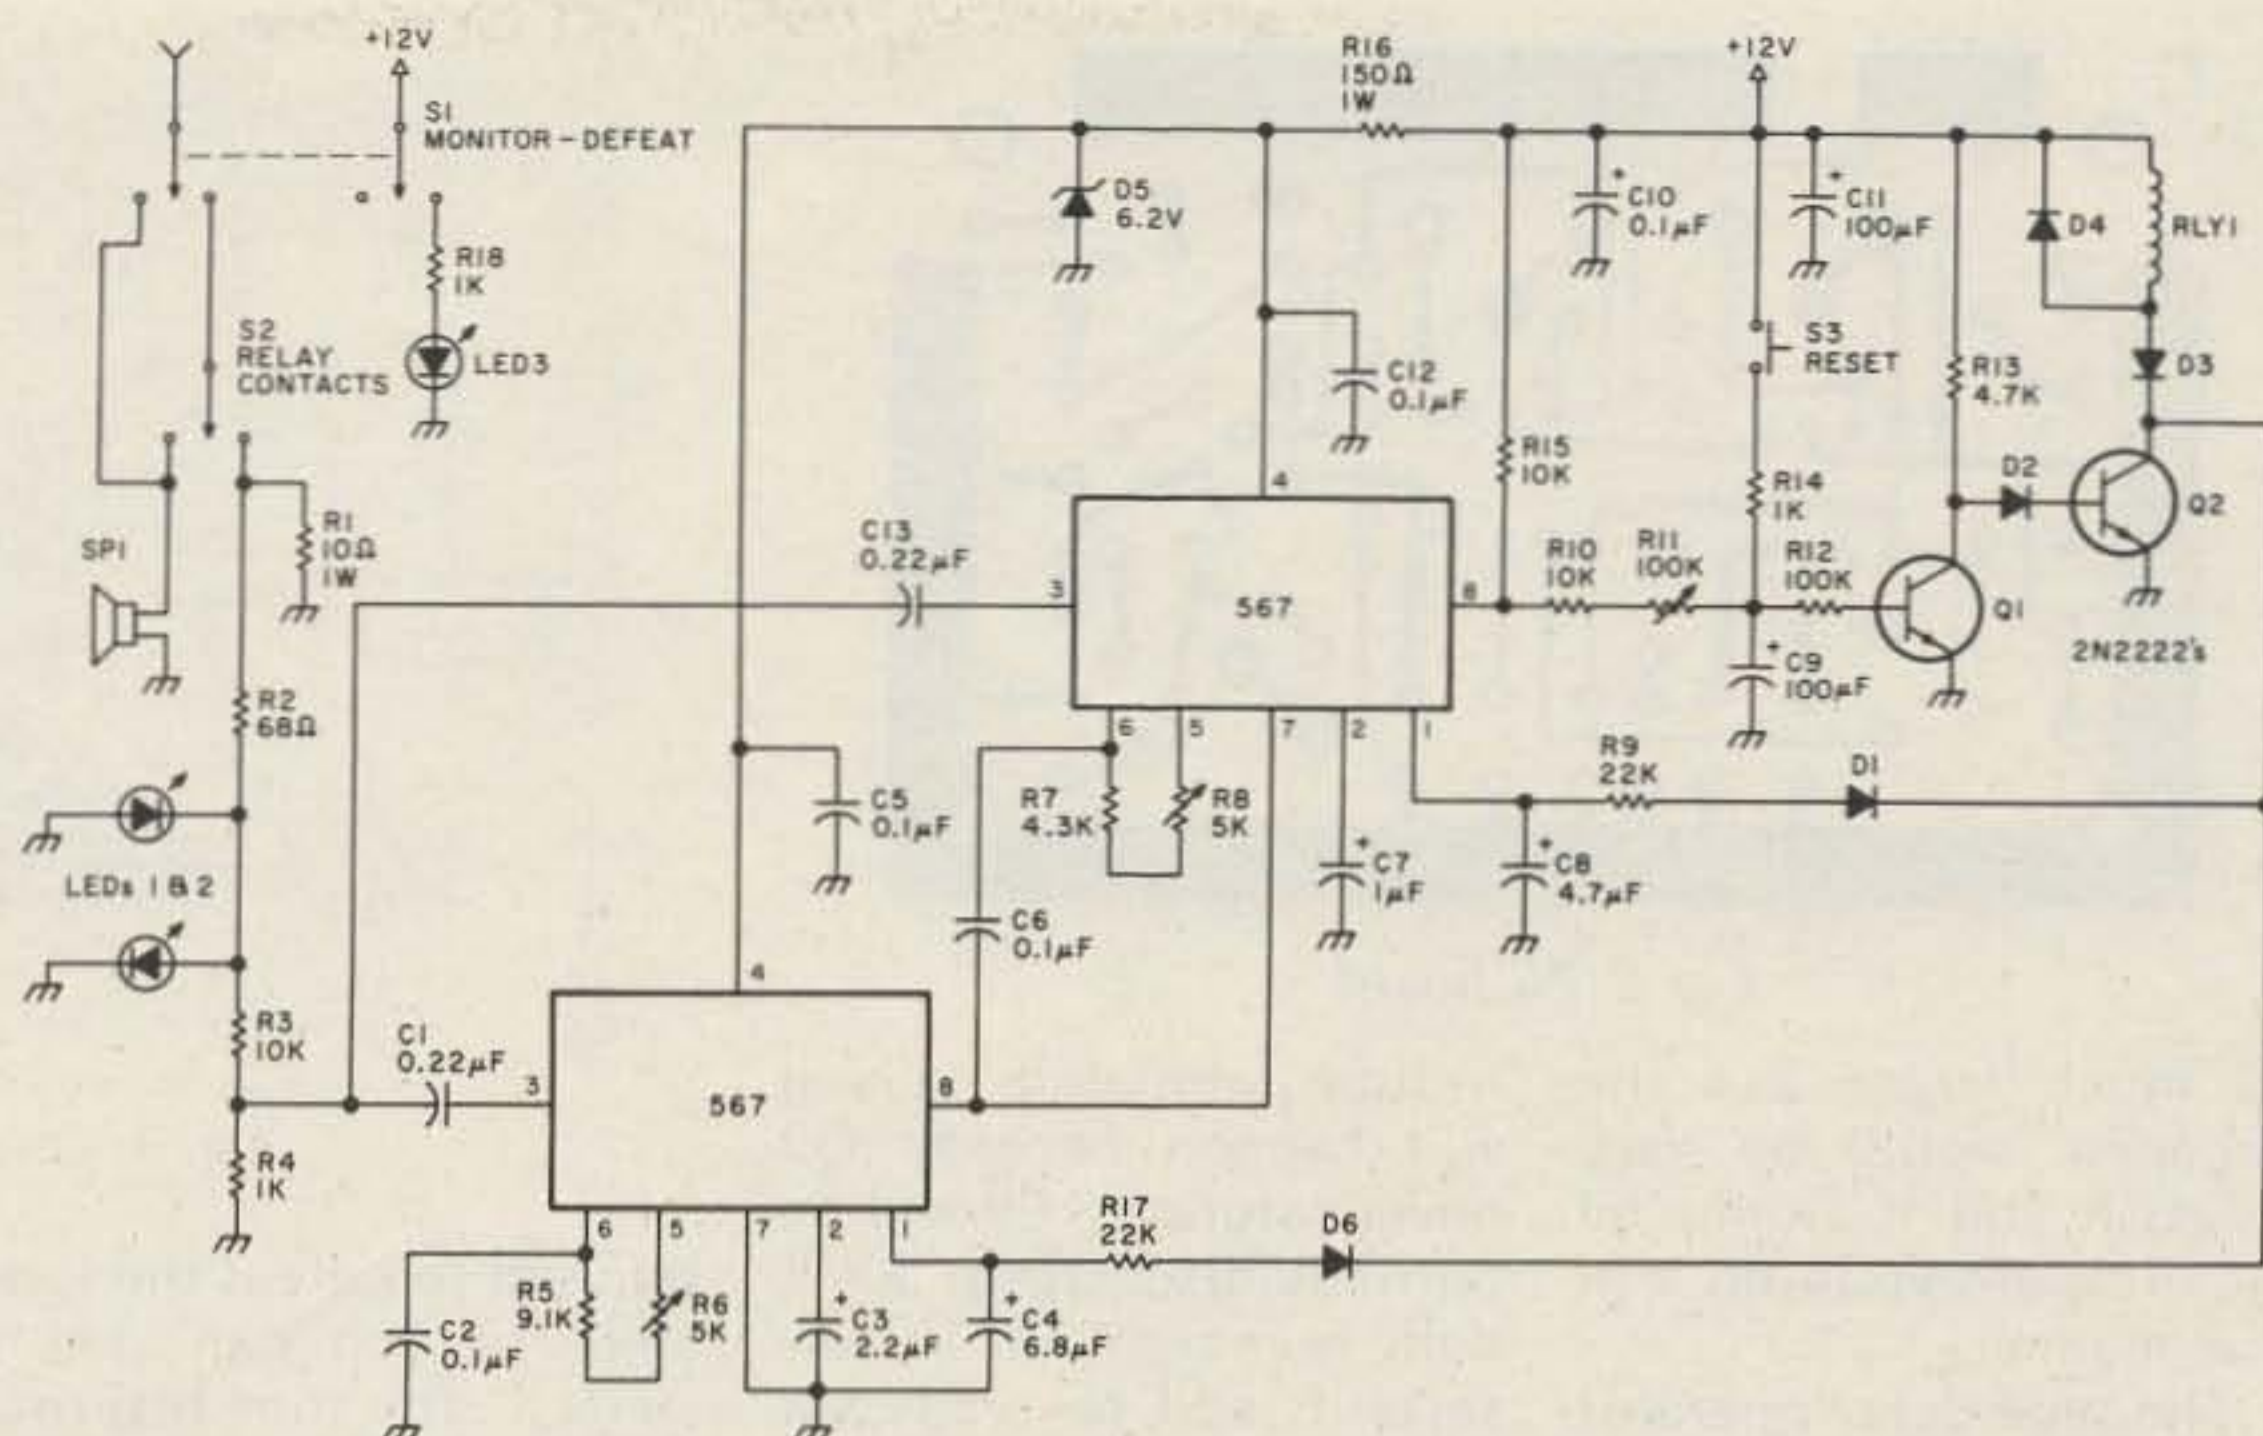 +12V
S1
MONITOR-DEFEAT
R16
150Ω
1W
+12V
D5
6.2V
+
C10
0.1µF
+
C11
100µF
D4
RLY1
R18
1K
LED3
S2
RELAY
CONTACTS
C12
0.1µF
S3
RESET
R13
4.7K
D3
R15
10K
4
R14
1K
D2
Q2
SP1
R1
10Ω
1W
C13
0.22µF
3
567
8
R10
10K
R11
100K
R12
100K
Q1
2N2222's
+
C9
100µF
R2
68Ω
6
5
7
2
1
R9
22K
D1
C5
0.1µF
R7
4.3K
R8
5K
+
C7
1µF
+
C8
4.7µF
LEDs 1 & 2
C6
0.1µF
4
R3
10K
C1
0.22µF
3
567
8
R4
1K
6
5
7
2
1
R17
22K
D6
C2
0.1µF
R5
9.1K
R6
5K
+
C3
2.2µF
+
C4
6.8µF